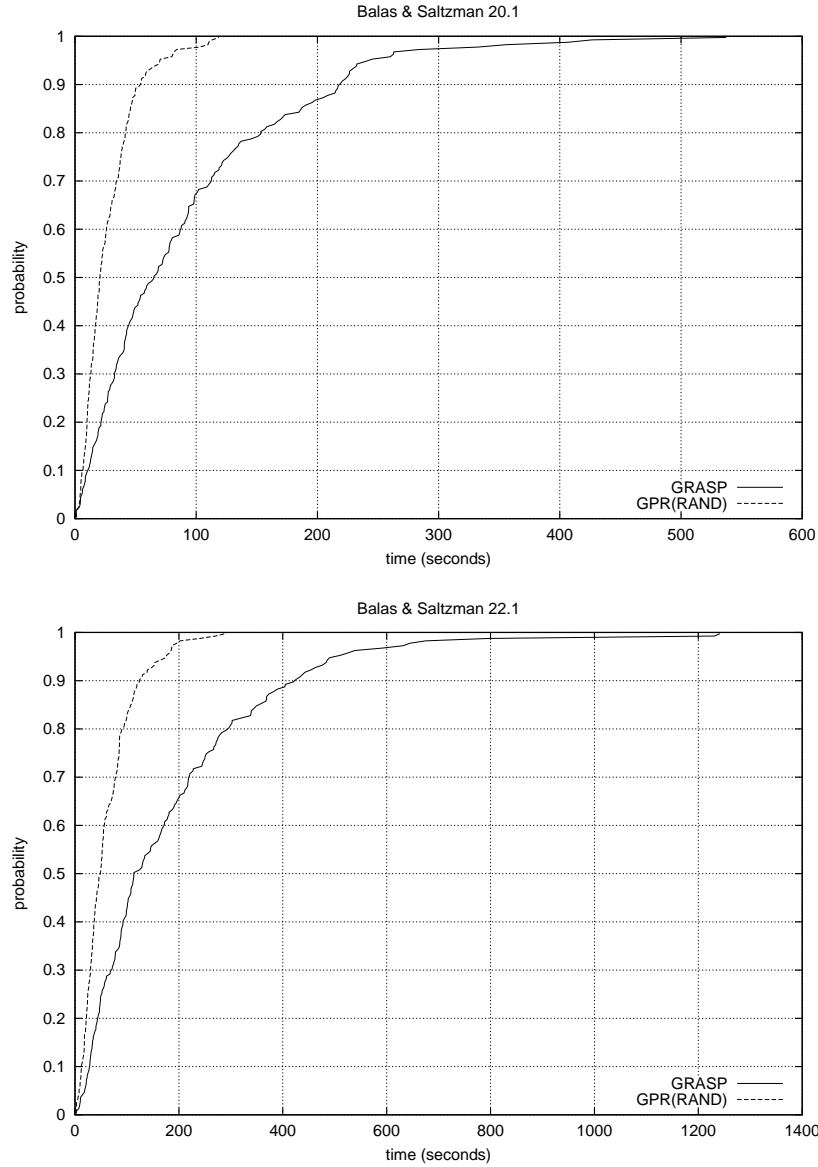 Balas & Saltzman 20.1
1
0.9
0.8
0.7
0.6
0.5
0.4
0.3
0.2
0.1
0
probability
GRASP
GPR(RAND)
0 100 200 300 400 500 600
time (seconds)
Balas & Saltzman 22.1
1
0.9
0.8
0.7
0.6
0.5
0.4
0.3
0.2
0.1
0
probability
GRASP
GPR(RAND)
0 200 400 600 800 1000 1200 1400
time (seconds)